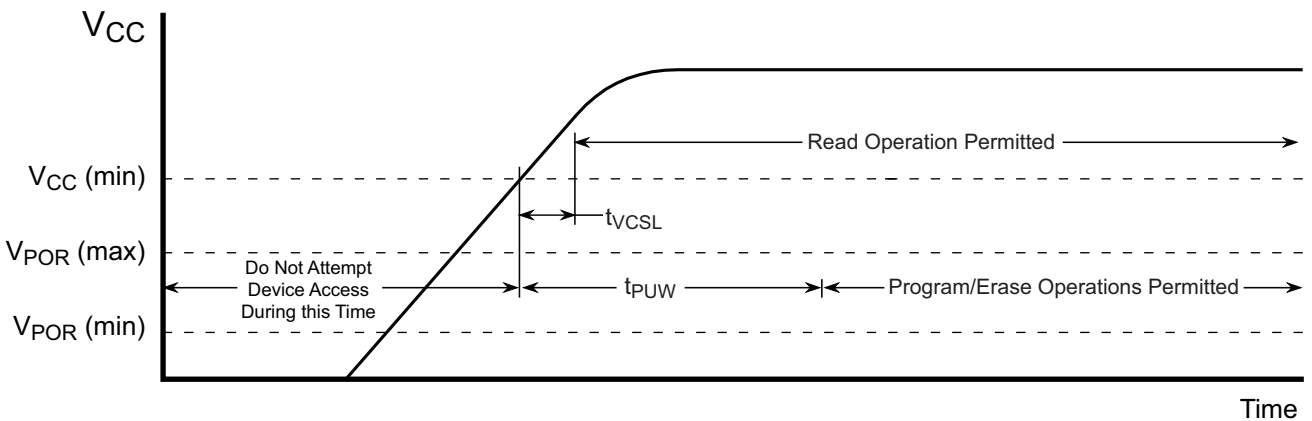 VCC
Read Operation Permitted
VCC (min)
tVCSL
VPOR (max)
Do Not Attempt
Device Access
During this Time
tPUW
Program/Erase Operations Permitted
VPOR (min)
Time